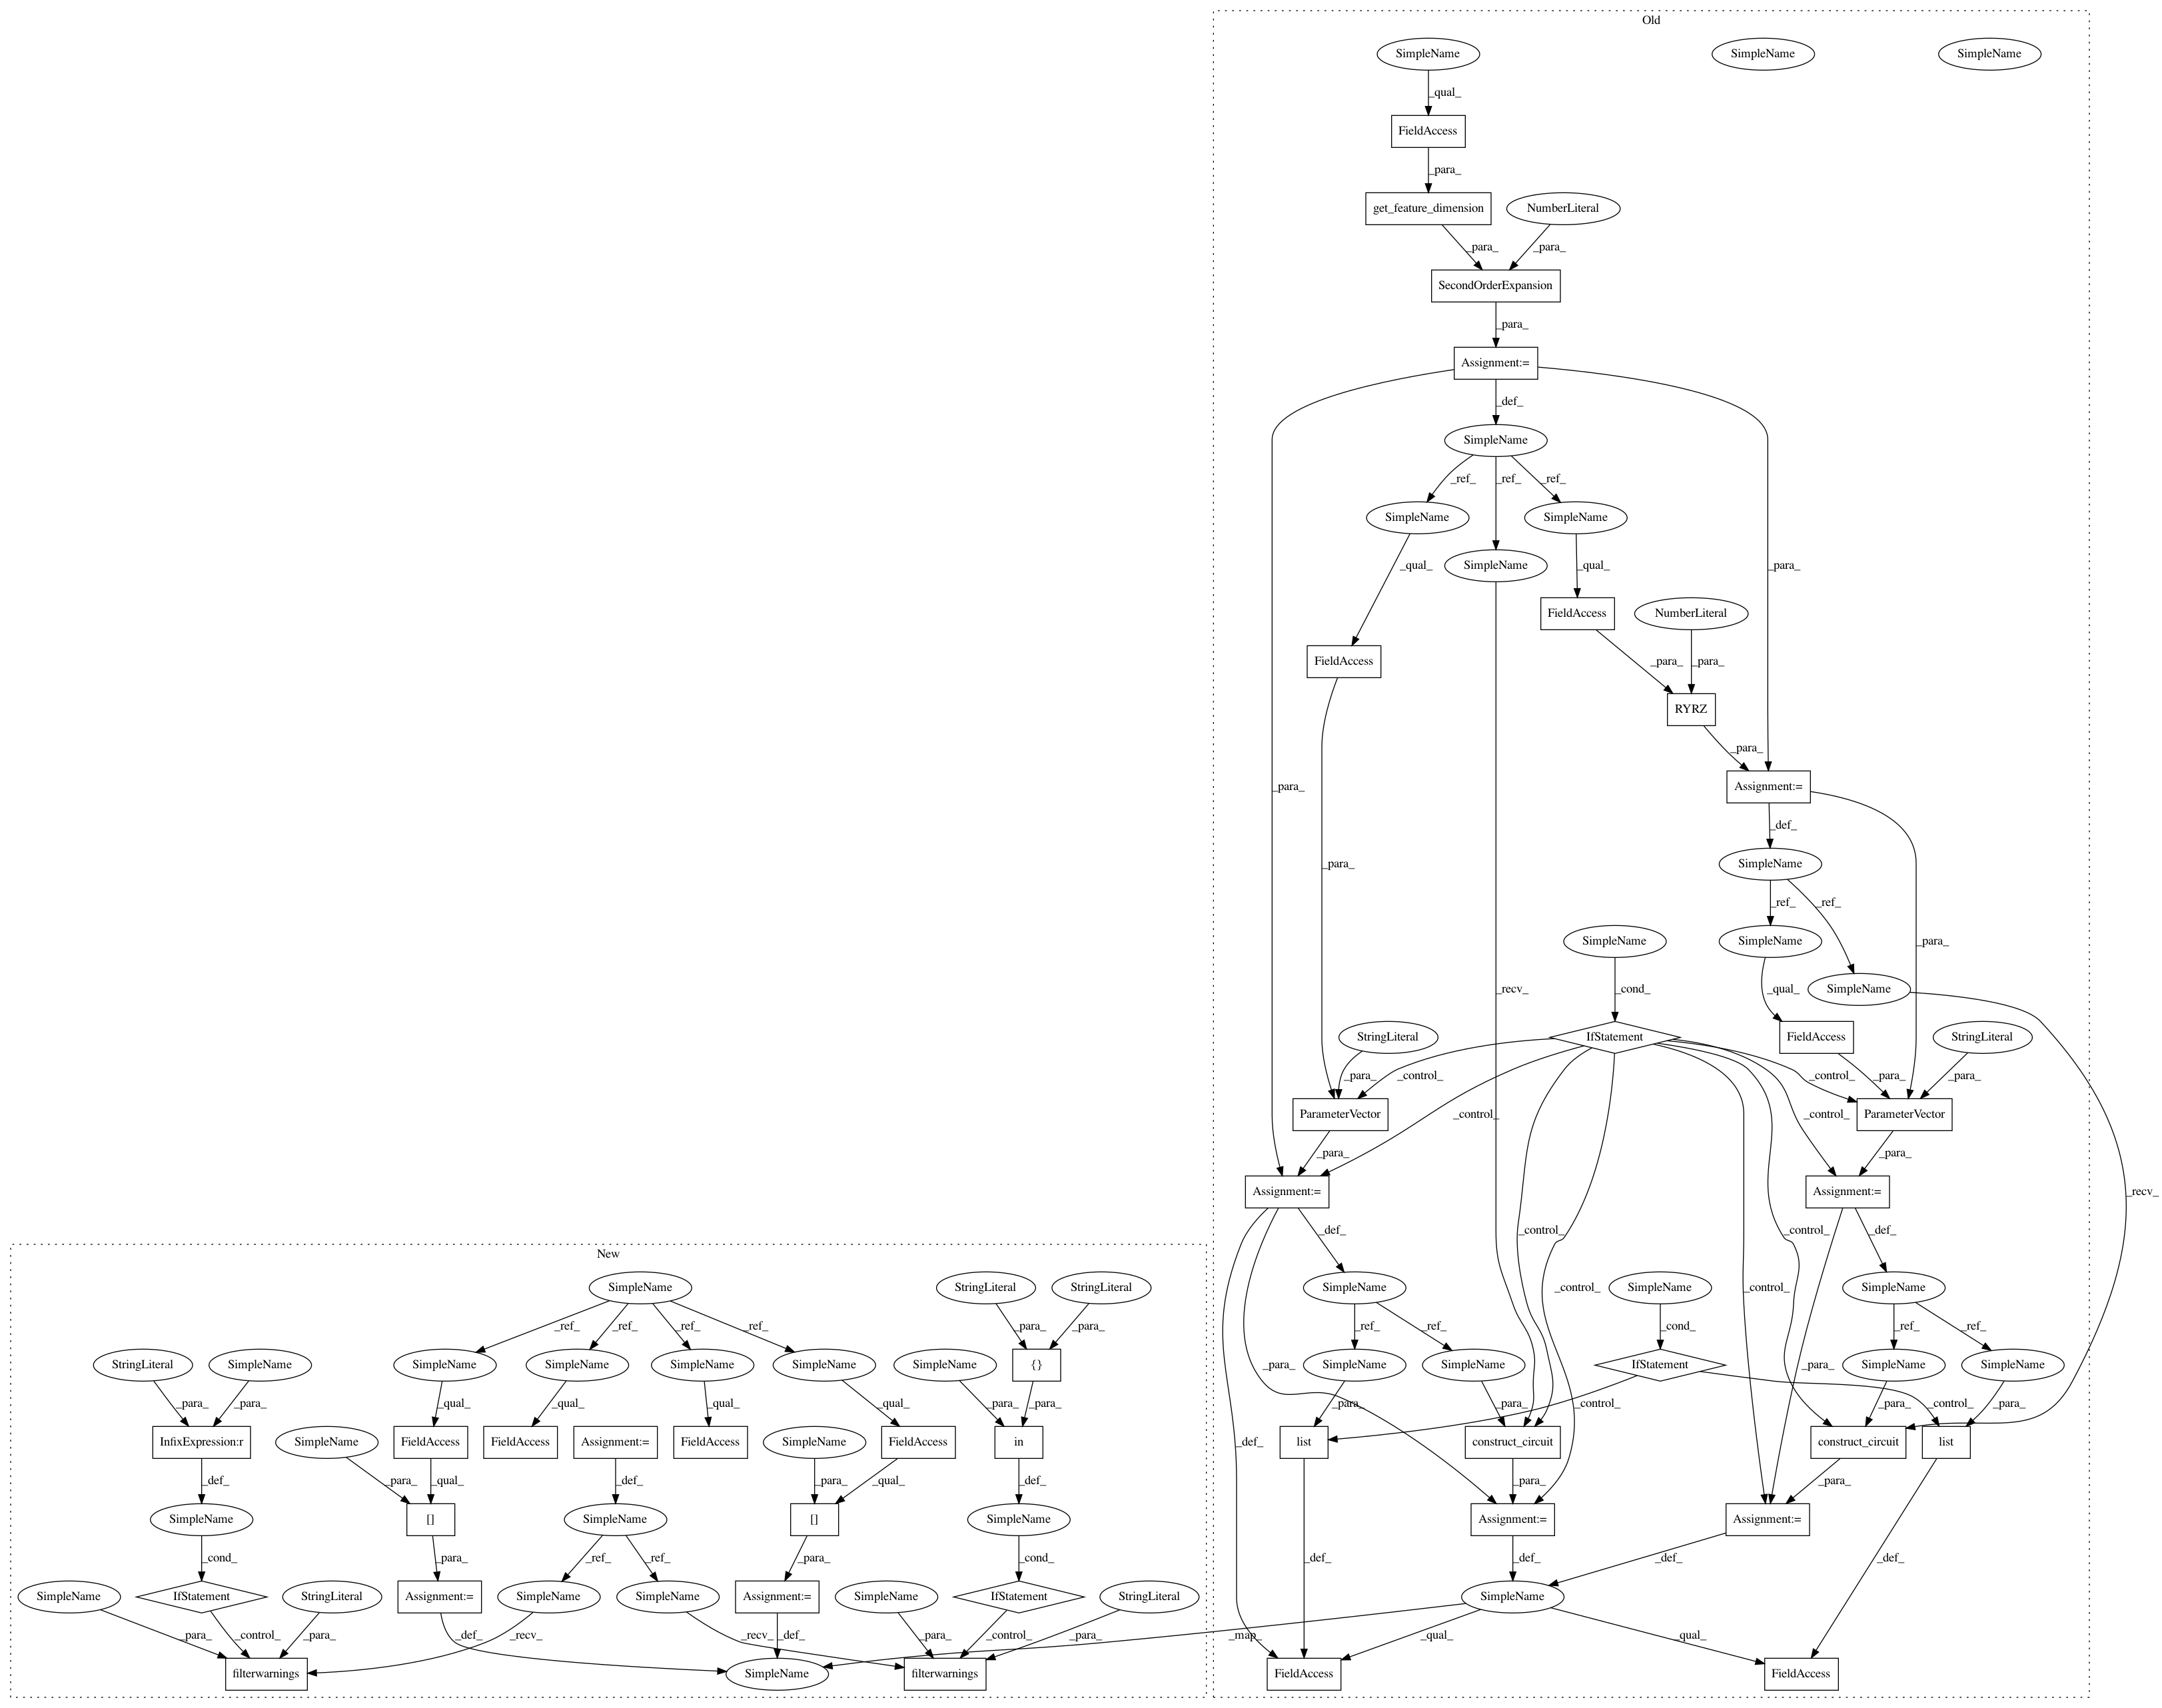 Old
SimpleName
SimpleName
SimpleName
_qual_
FieldAccess
_para_
get_feature_dimension
NumberLiteral
_para_
_para_
SecondOrderExpansion
_para_
Assignment:=
_def_
SimpleName
_ref_
_ref_
_ref_
SimpleName
SimpleName
_qual_
SimpleName
_qual_
_para_
FieldAccess
NumberLiteral
FieldAccess
_para_
_para_
RYRZ
_para_
_para_
Assignment:=
_def_
_para_
SimpleName
_ref_
_ref_
SimpleName
SimpleName
_para_
SimpleName
_cond_
_recv_
_qual_
StringLiteral
IfStatement
FieldAccess
StringLiteral
_para_
_control_
_control_
_para_
_para_
ParameterVector
_control_
_control_
ParameterVector
_para_
_para_
Assignment:=
Assignment:=
_recv_
_def_
_control_
_control_
_def_
New
SimpleName
StringLiteral
StringLiteral
SimpleName
_control_
_control_
SimpleName
SimpleName
_ref_
_ref_
_ref_
_ref_
_para_
_para_
_ref_
_ref_
_cond_
_ref_
_ref_
StringLiteral
SimpleName
SimpleName
SimpleName
SimpleName
SimpleName
SimpleName
{}
SimpleName
SimpleName
_para_
IfStatement
SimpleName
SimpleName
_para_
_para_
_qual_
_qual_
_qual_
_qual_
_para_
_para_
_para_
_para_
_control_
_control_
_para_
_para_
InfixExpression:r
SimpleName
FieldAccess
FieldAccess
Assignment:=
FieldAccess
SimpleName
FieldAccess
in
_def_
list
construct_circuit
construct_circuit
list
_def_
_para_
_qual_
_def_
_para_
_qual_
_def_
_para_
_para_
SimpleName
[]
SimpleName
[]
SimpleName
Assignment:=
Assignment:=
_cond_
_para_
_ref_
_ref_
_para_
_cond_
_def_
_def_
_def_
_def_
SimpleName
IfStatement
StringLiteral
Assignment:=
SimpleName
SimpleName
Assignment:=
SimpleName
IfStatement
StringLiteral
SimpleName
_para_
_control_
_para_
_def_
_recv_
_recv_
_def_
_para_
_control_
_para_
_map_
_qual_
_qual_
filterwarnings
SimpleName
filterwarnings
FieldAccess
FieldAccess